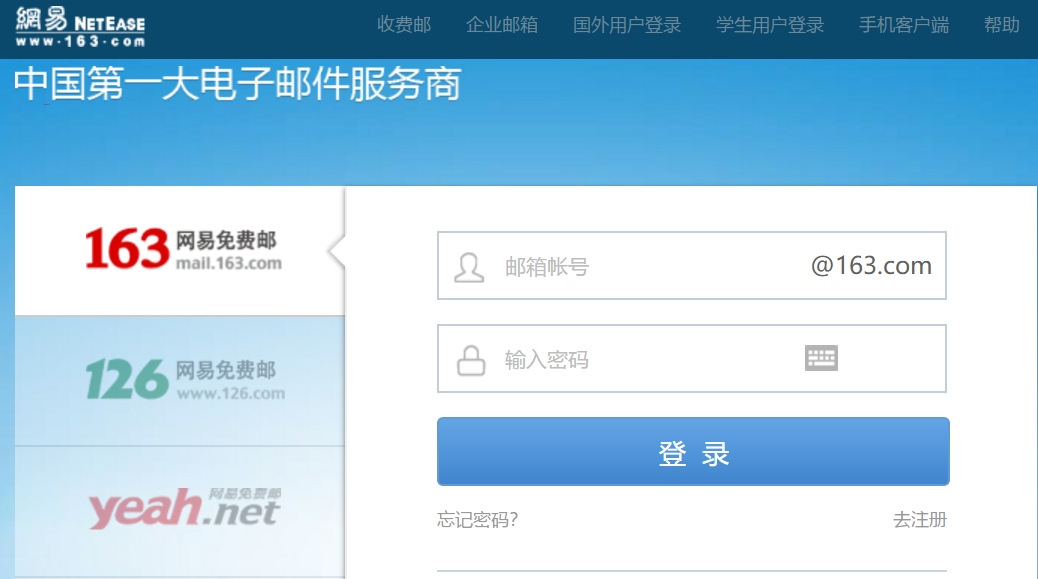 網易 NETEASE
www.163.com
收费邮 企业邮箱 国外用户登录 学生用户登录 手机客户端 帮助
中国第一大电子邮件服务商
163 网易免费邮
mail.163.com
126 网易免费邮
www.126.com
yeah.net 网易免费邮
邮箱帐号 @163.com
输入密码
登 录
忘记密码? 去注册